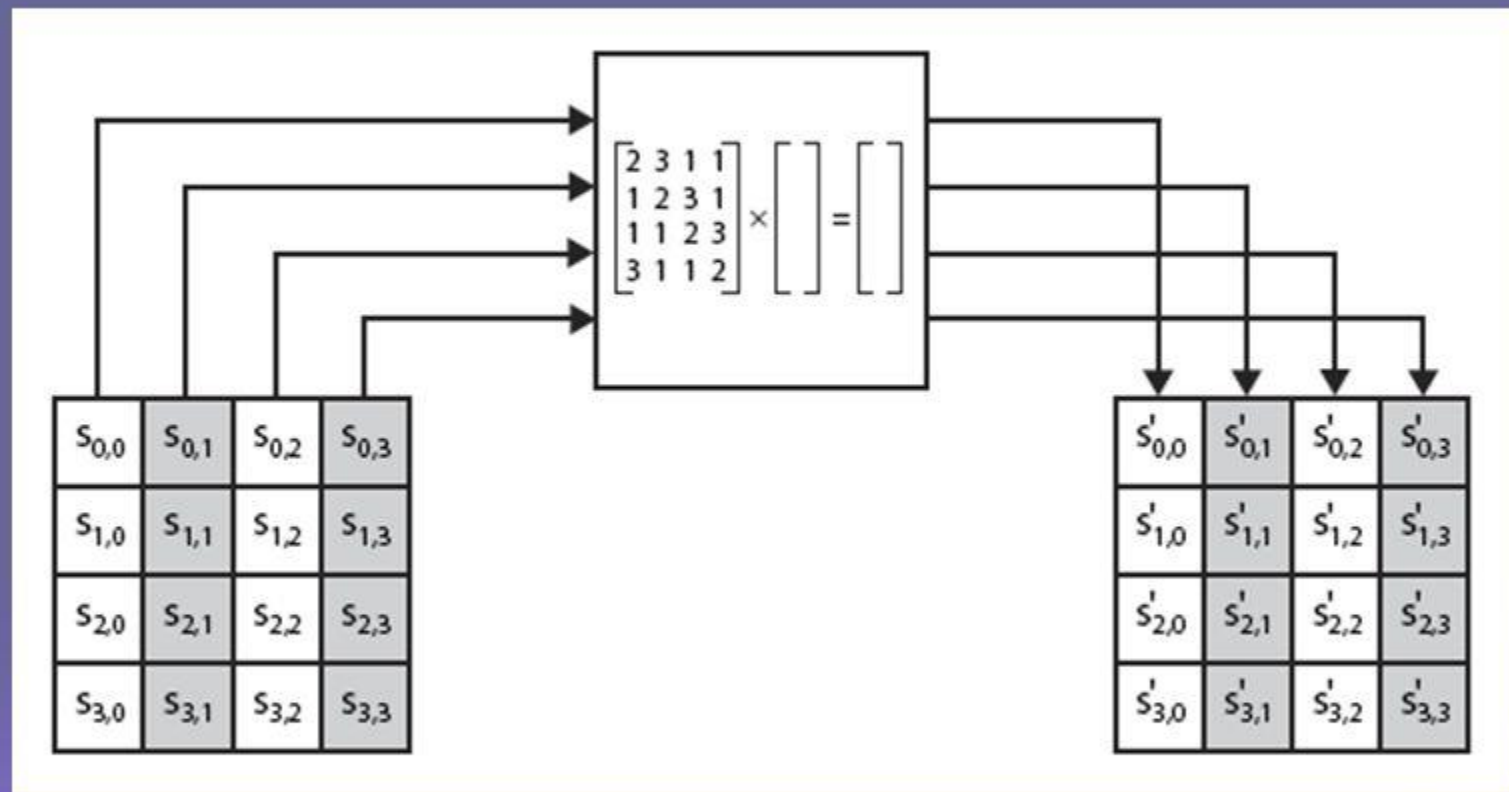 2 3 1 1
1 2 3 1
1 1 2 3
3 1 1 2
× =
S0,0 S0,1 S0,2 S0,3
S1,0 S1,1 S1,2 S1,3
S2,0 S2,1 S2,2 S2,3
S3,0 S3,1 S3,2 S3,3
S'0,0 S'0,1 S'0,2 S'0,3
S'1,0 S'1,1 S'1,2 S'1,3
S'2,0 S'2,1 S'2,2 S'2,3
S'3,0 S'3,1 S'3,2 S'3,3